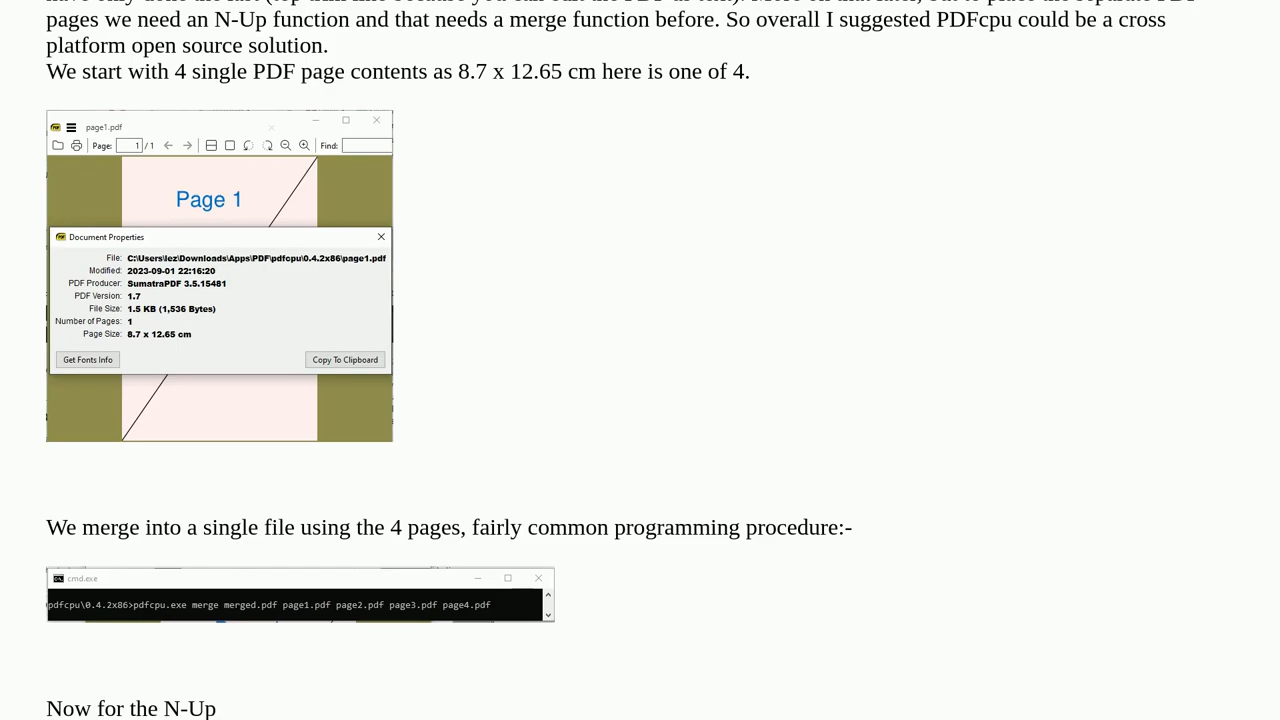 pages we need an N-Up function and that needs a merge function before. So overall I suggested PDFcpu could be a cross
platform open source solution.
We start with 4 single PDF page contents as 8.7 x 12.65 cm here is one of 4.
page1.pdf
Page: 1 / 1 Find:
Page 1
Document Properties
File: C:\Users\lez\Downloads\Apps\PDF\pdfcpu\0.4.2x86\page1.pdf
Modified: 2023-09-01 22:16:20
PDF Producer: SumatraPDF 3.5.15481
PDF Version: 1.7
File Size: 1.5 KB (1,536 Bytes)
Number of Pages: 1
Page Size: 8.7 x 12.65 cm
Get Fonts Info Copy To Clipboard
We merge into a single file using the 4 pages, fairly common programming procedure:-
cmd.exe
pdfcpu\0.4.2x86>pdfcpu.exe merge merged.pdf page1.pdf page2.pdf page3.pdf page4.pdf
Now for the N-Up